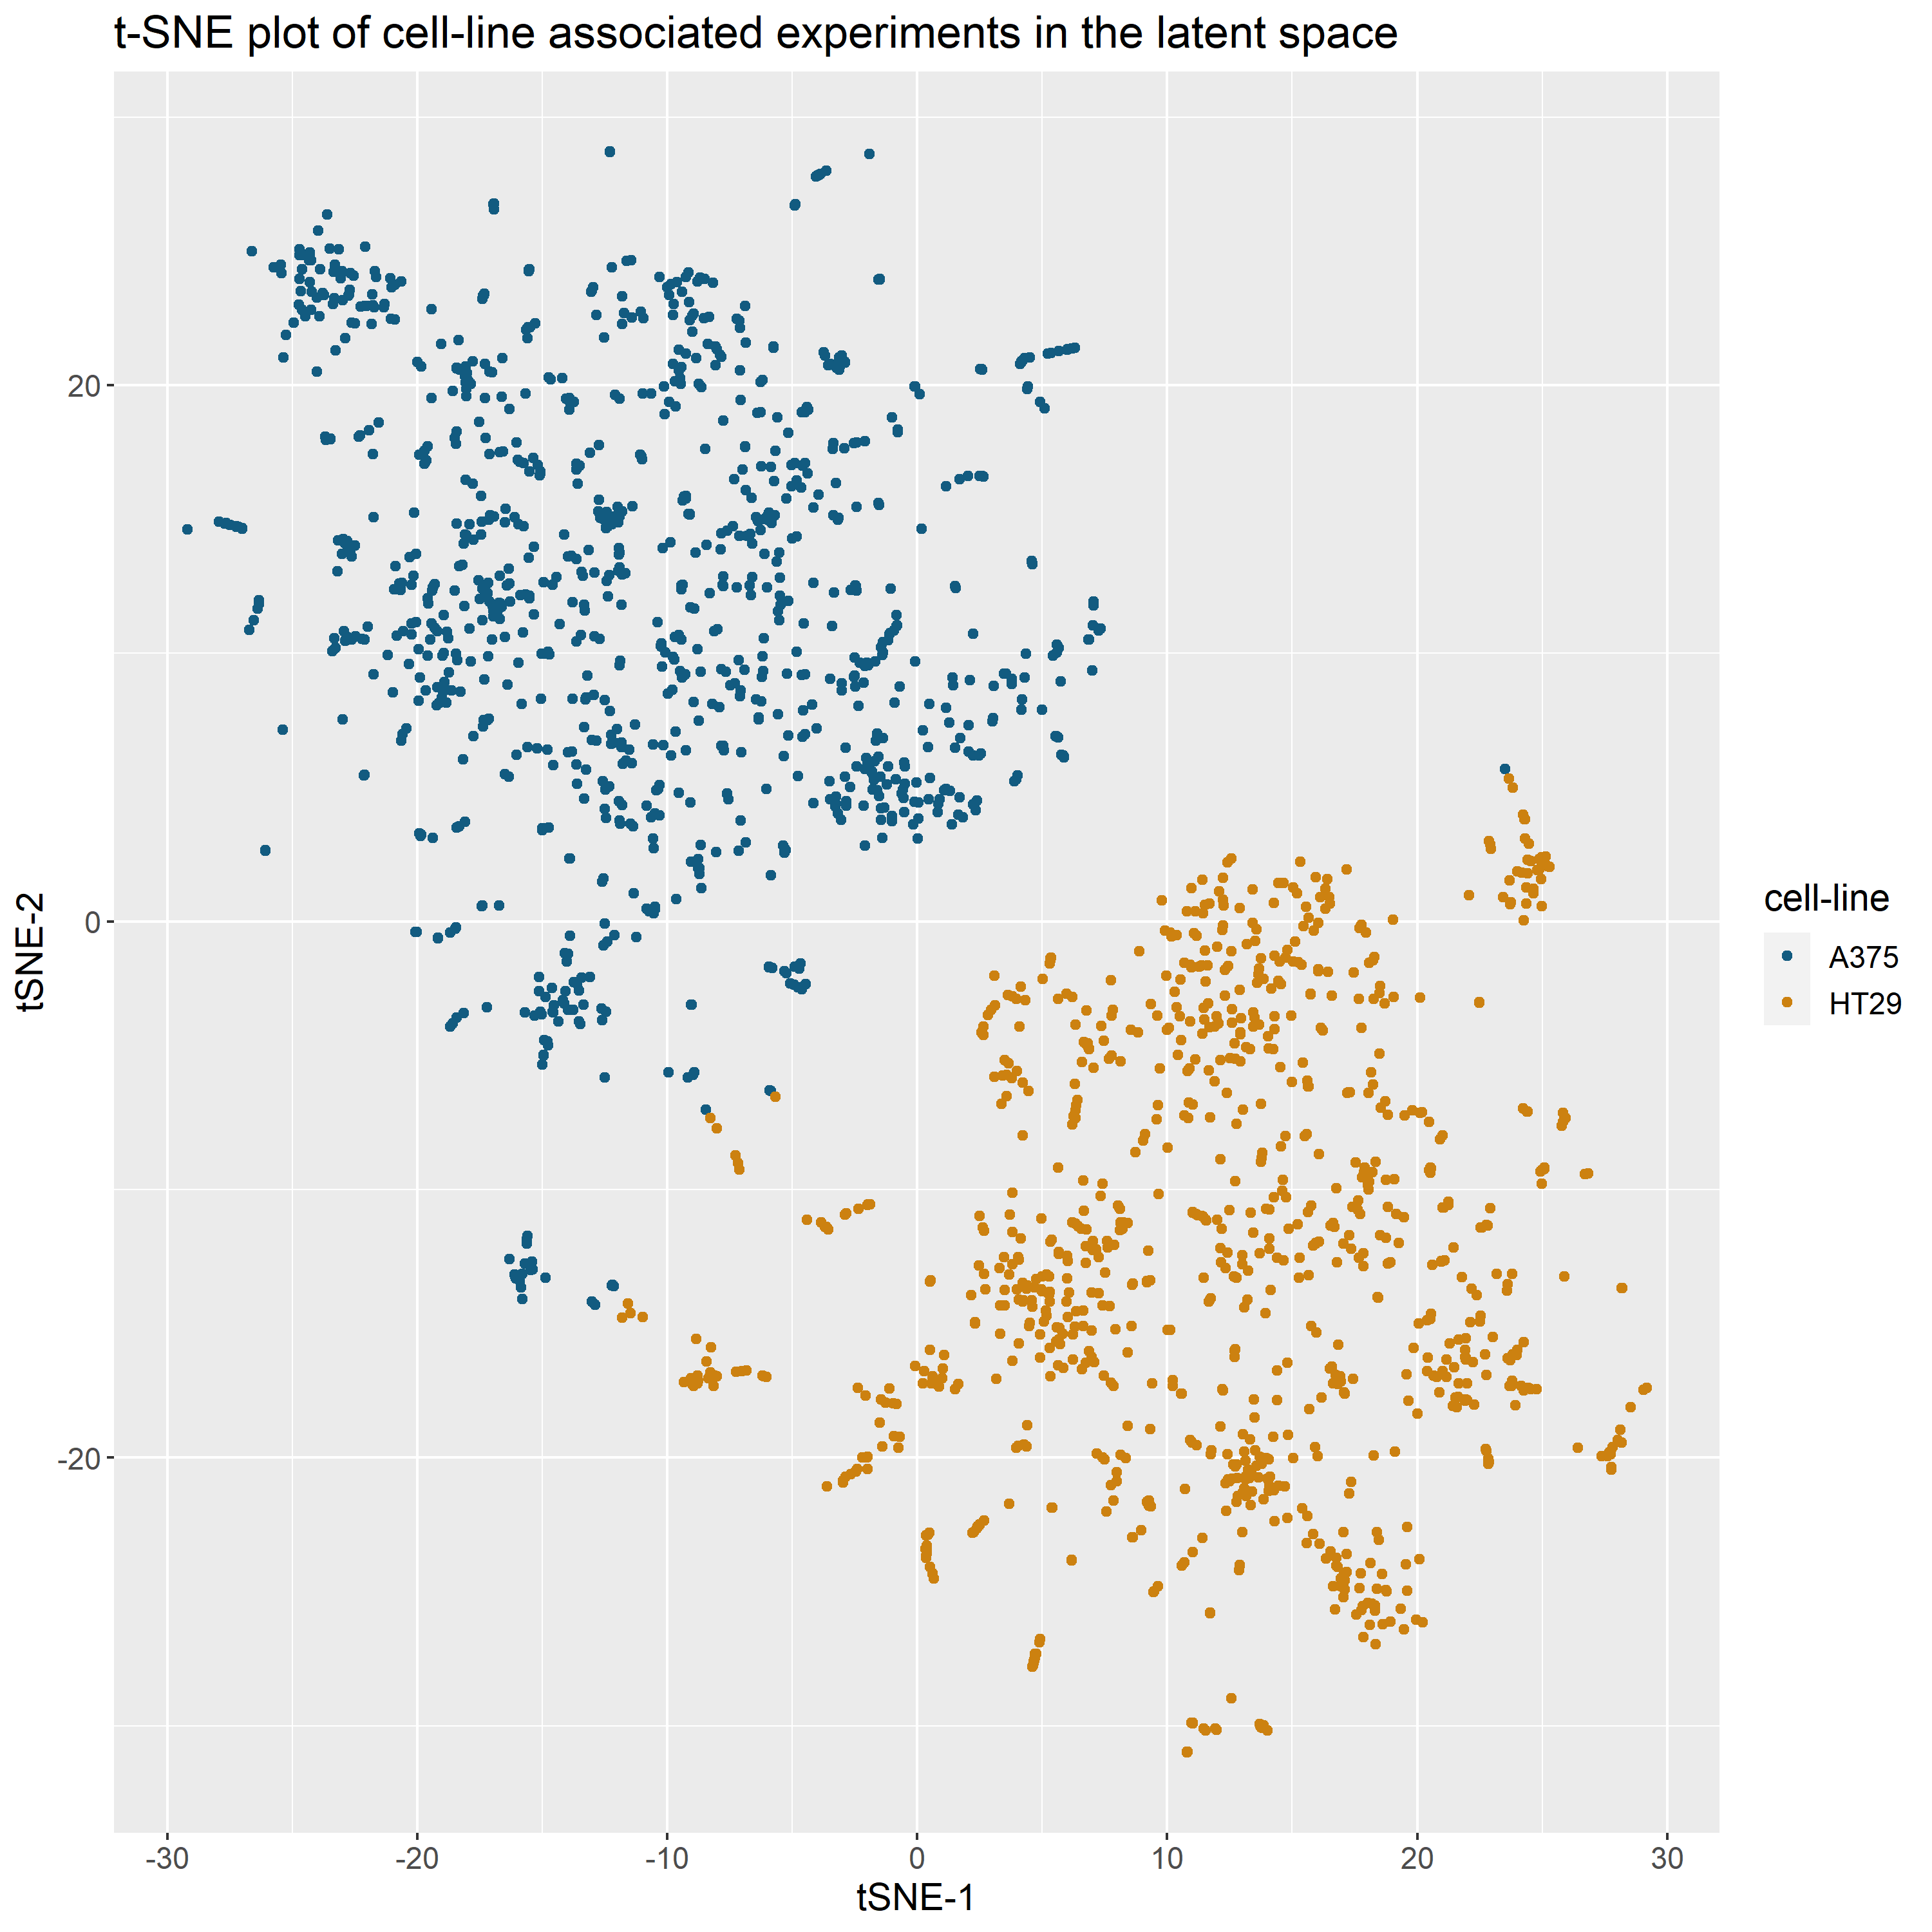 t-SNE plot of cell-line associated experiments in the latent space
20
0
-20
tSNE-2
-30
-20
-10
0
10
20
30
tSNE-1
cell-line
A375
HT29